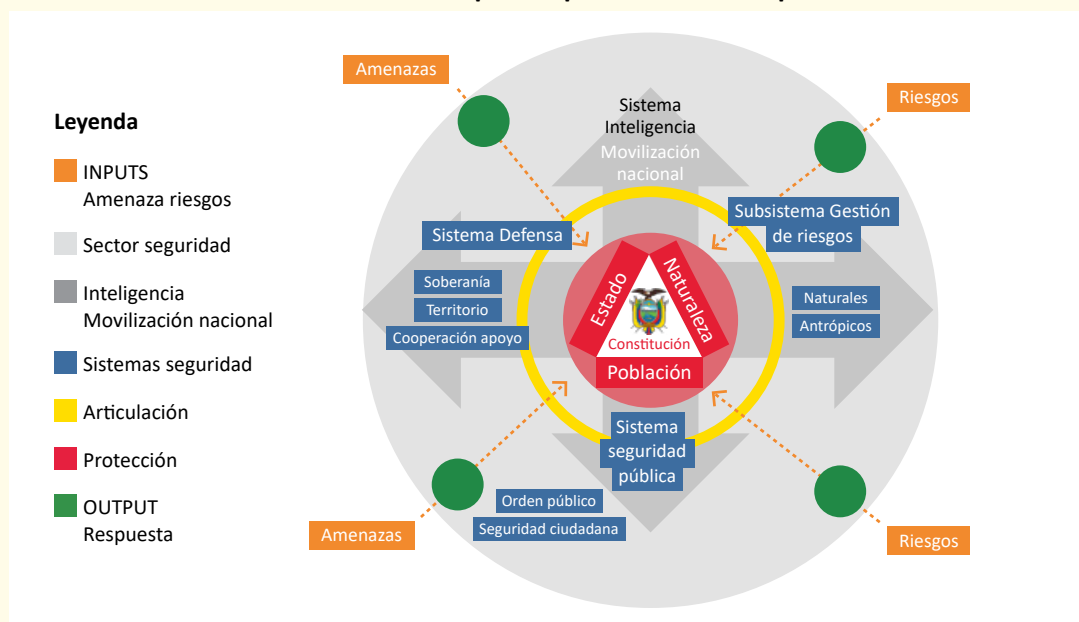 Leyenda
INPUTS
Amenaza riesgos
Sector seguridad
Inteligencia
Movilización nacional
Sistemas seguridad
Articulación
Protección
OUTPUT
Respuesta
Amenazas
Riesgos
Sistema
Inteligencia
Movilización
nacional
Sistema Defensa
Subsistema Gestión
de riesgos
Soberanía
Territorio
Cooperación apoyo
Estado
Naturaleza
Constitución
Población
Naturales
Antrópicos
Sistema
seguridad
pública
Orden público
Seguridad ciudadana
Amenazas
Riesgos